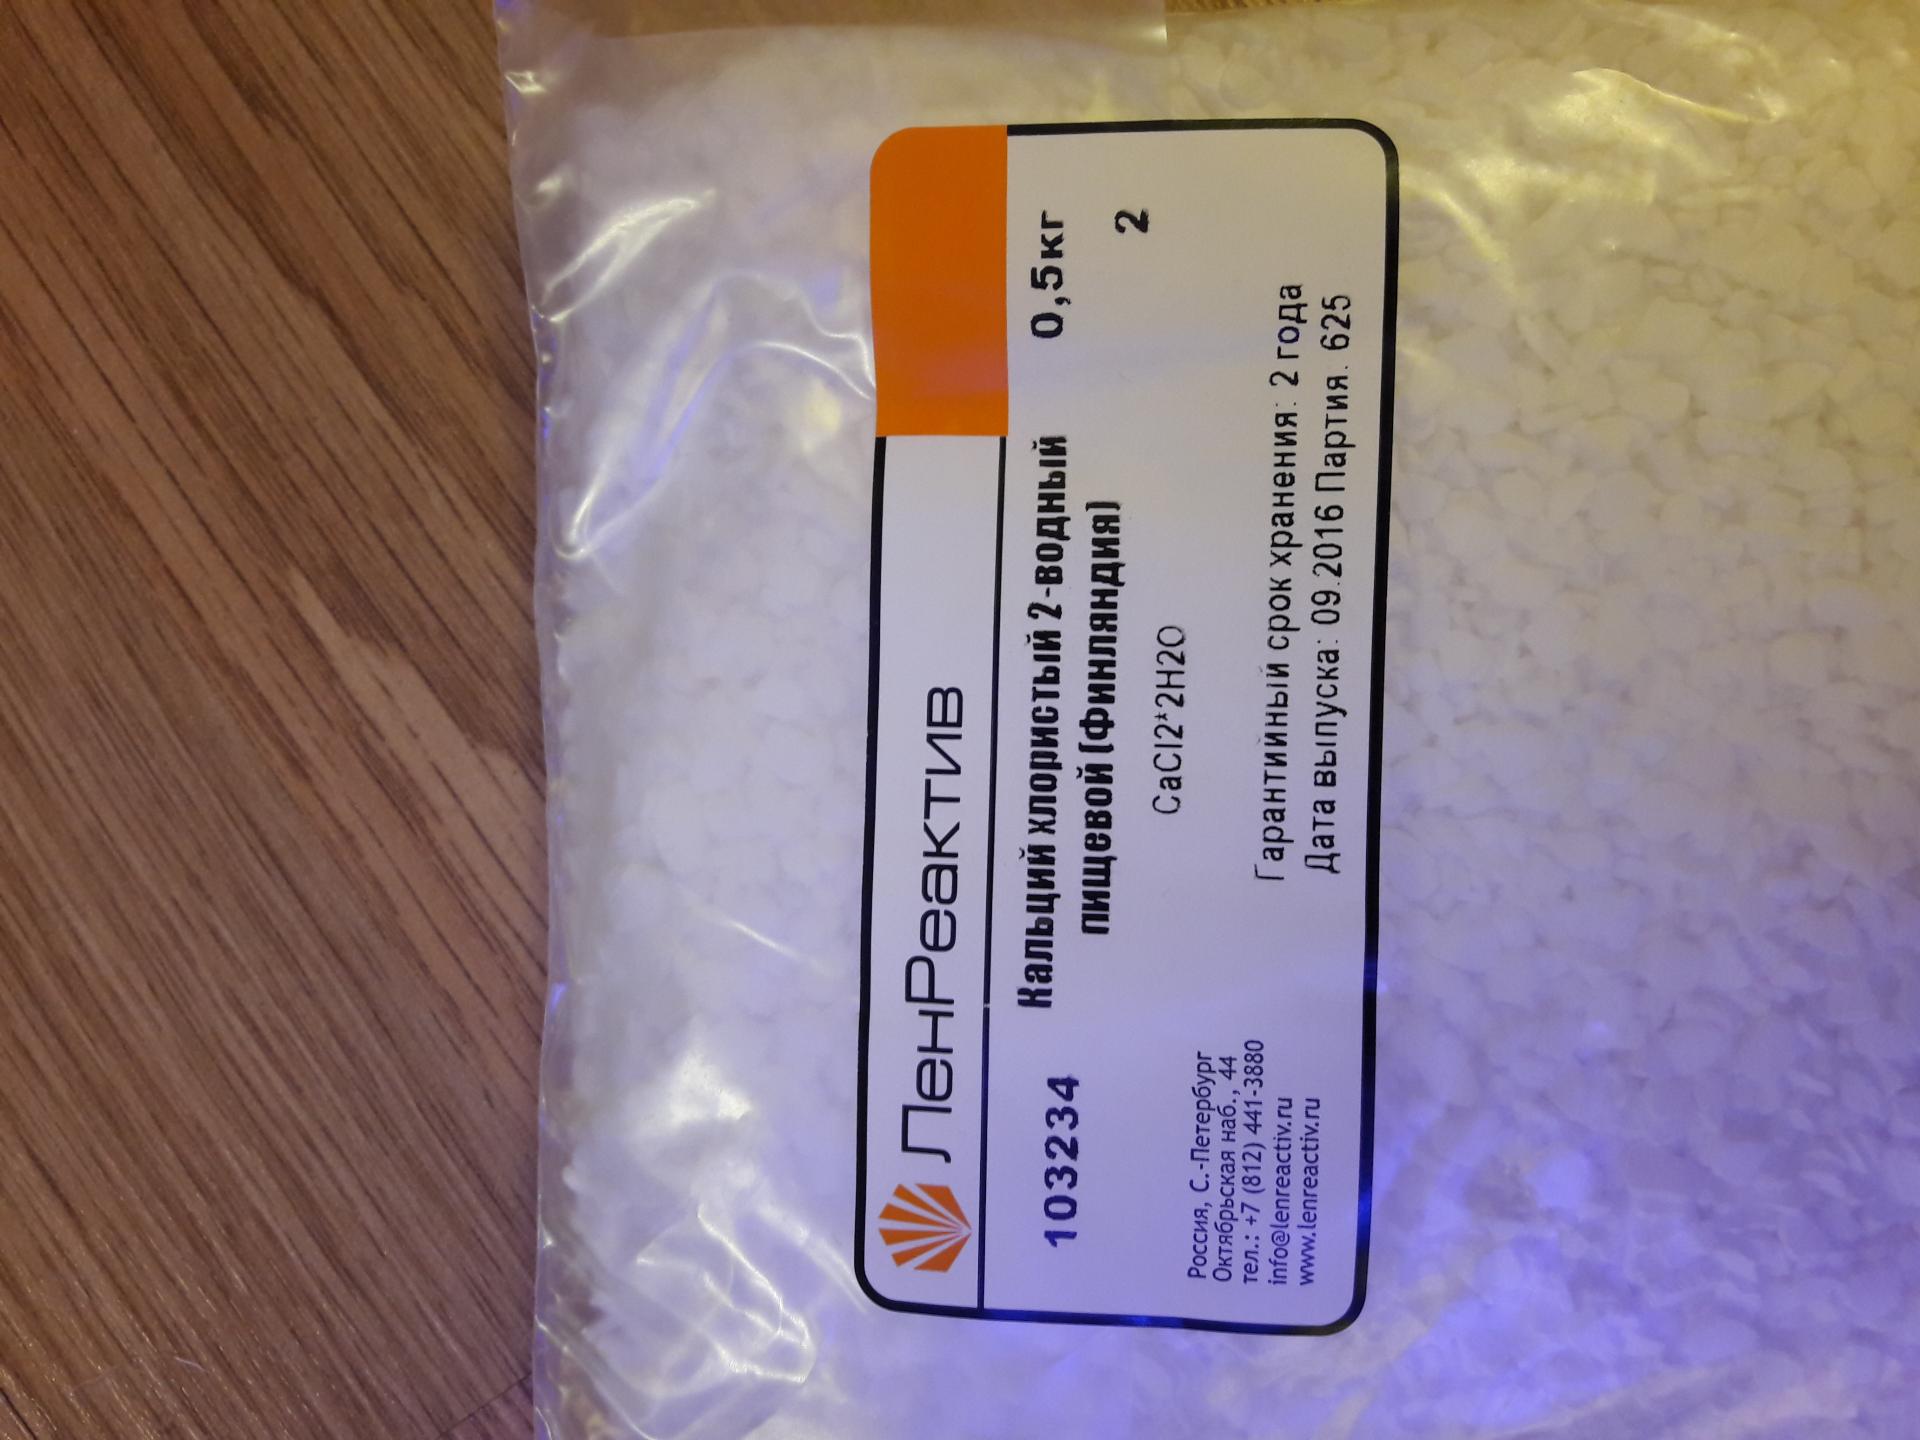 ЛенРеактив
103234 Кальций хлористый 2-водный 0,5кг
пищевой (финляндия) 2
CaCl2*2H2O
Россия, С.-Петербург
Октябрьская наб., 44
тел.: +7 (812) 441-3880
info@lenreactiv.ru
www.lenreactiv.ru
Гарантийный срок хранения: 2 года
Дата выпуска: 09.2016 Партия. 625